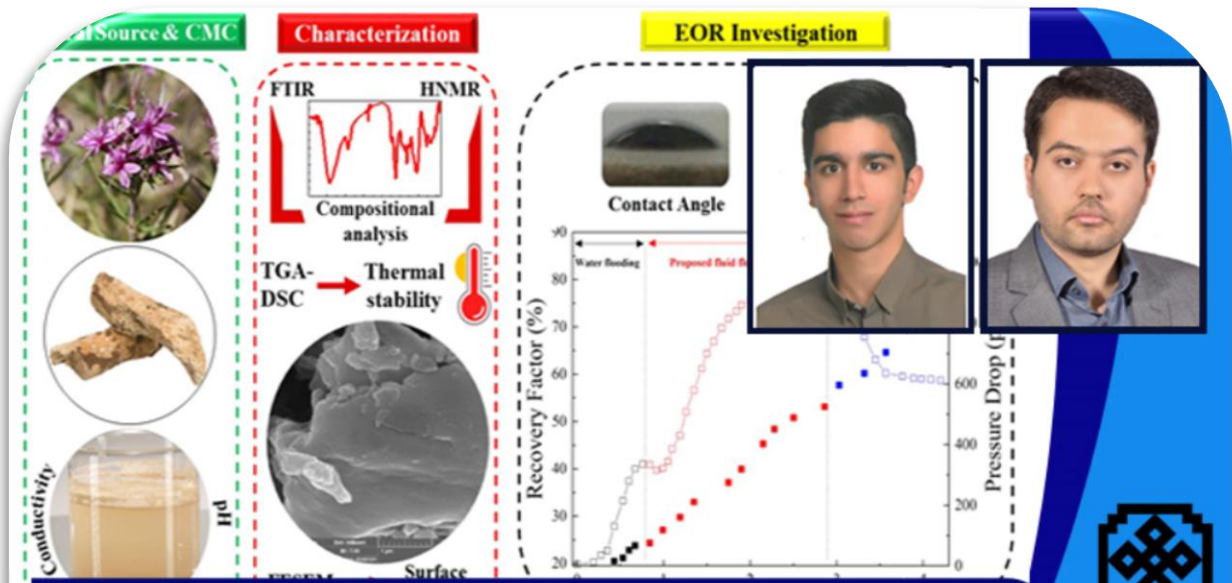 Source & CMC
Characterization
EOR Investigation
FTIR
HNMR
Compositional
analysis
TGA-
DSC
Thermal
stability
Surface
Conductivity
pH
Contact Angle
Water flooding
Proposed fluid
Recovery Factor (%)
Pressure Drop
90
80
70
60
50
40
30
20
600
400
200
0